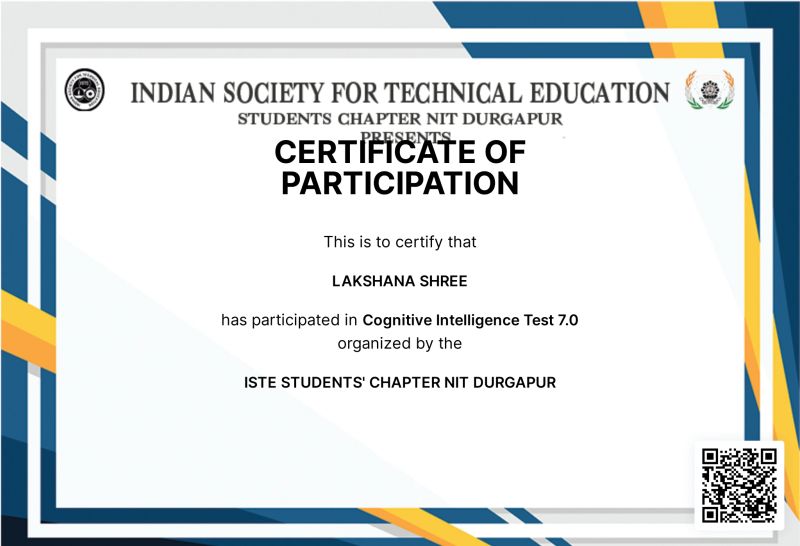 INDIAN SOCIETY FOR TECHNICAL EDUCATION
STUDENTS CHAPTER NIT DURGAPUR
PRESENTS
CERTIFICATE OF
PARTICIPATION
This is to certify that
LAKSHANA SHREE
has participated in Cognitive Intelligence Test 7.0
organized by the
ISTE STUDENTS' CHAPTER NIT DURGAPUR